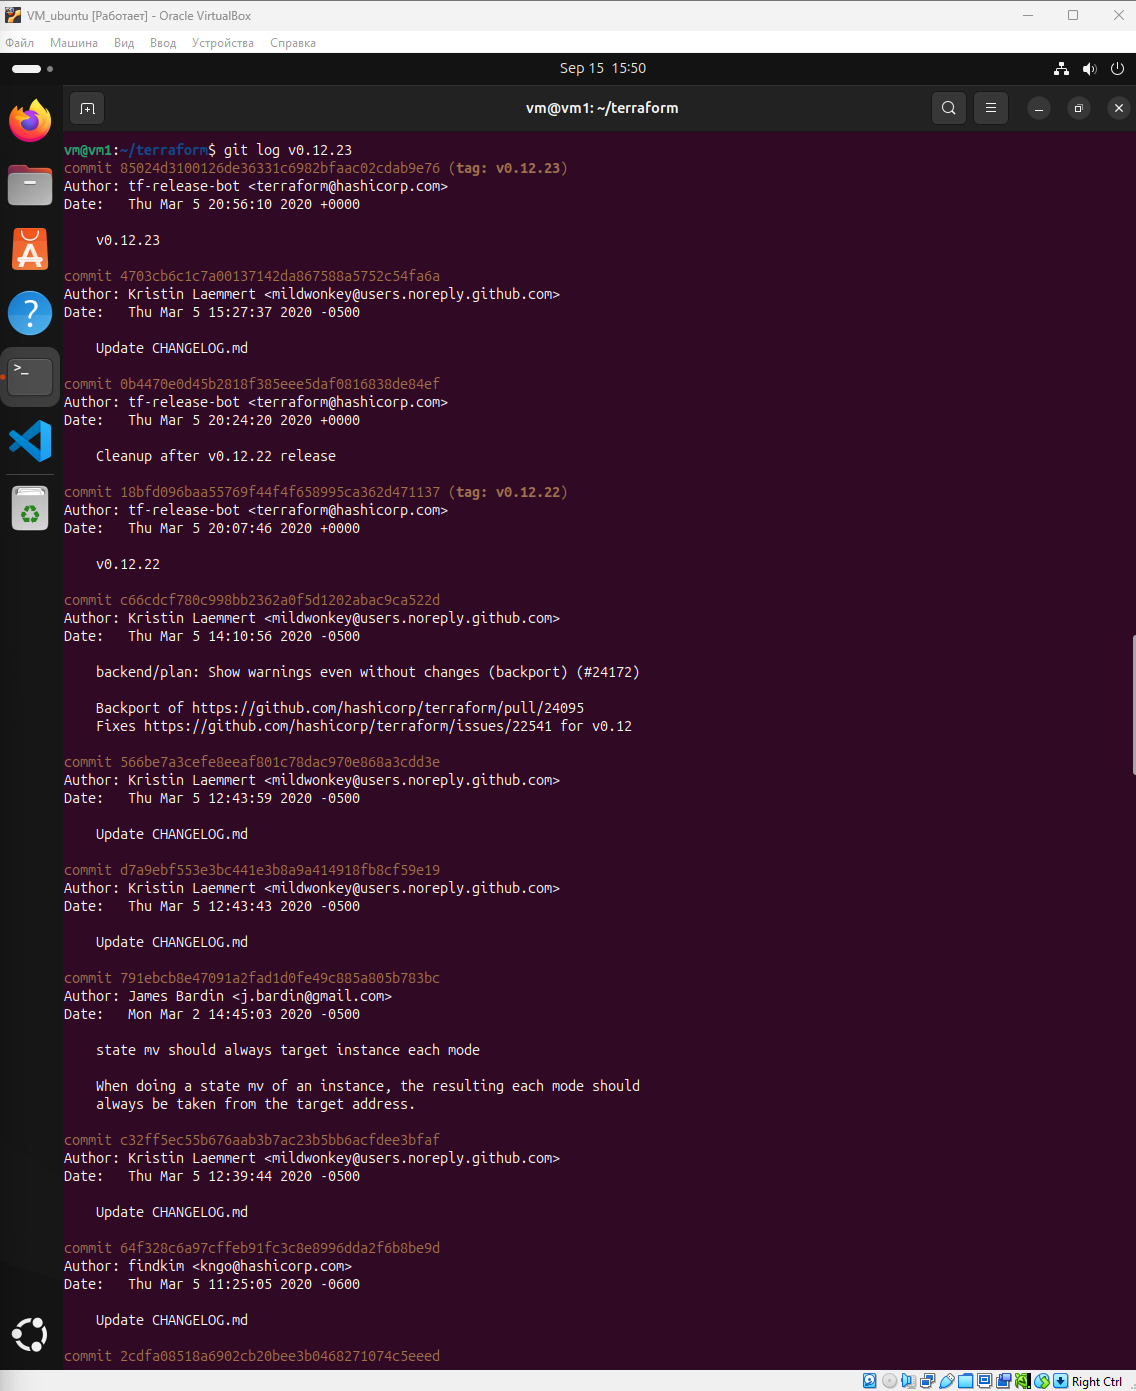 VM_ubuntu [Работает] - Oracle VirtualBox
Файл Машина Вид Ввод Устройства Справка
Sep 15 15:50
vm@vm1: ~/terraform
vm@vm1:~/terraform$ git log v0.12.23
commit 85024d3100126de36331c6982bfaac02cdab9e76 (tag: v0.12.23)
Author: tf-release-bot <terraform@hashicorp.com>
Date:   Thu Mar 5 20:56:10 2020 +0000
v0.12.23
commit 4703cb6c1c7a00137142da867588a5752c54fa6a
Author: Kristin Laemmert <mildwonkey@users.noreply.github.com>
Date:   Thu Mar 5 15:27:37 2020 -0500
Update CHANGELOG.md
commit 0b4470e0d45b2818f385eee5daf0816838de84ef
Author: tf-release-bot <terraform@hashicorp.com>
Date:   Thu Mar 5 20:24:20 2020 +0000
Cleanup after v0.12.22 release
commit 18bfd096baa55769f44f4f658995ca362d471137 (tag: v0.12.22)
Author: tf-release-bot <terraform@hashicorp.com>
Date:   Thu Mar 5 20:07:46 2020 +0000
v0.12.22
commit c66cdcf780c998bb2362a0f5d1202abac9ca522d
Author: Kristin Laemmert <mildwonkey@users.noreply.github.com>
Date:   Thu Mar 5 14:10:56 2020 -0500
backend/plan: Show warnings even without changes (backport) (#24172)
Backport of https://github.com/hashicorp/terraform/pull/24095
Fixes https://github.com/hashicorp/terraform/issues/22541 for v0.12
commit 566be7a3cefe8eeaf801c78dac970e868a3cdd3e
Author: Kristin Laemmert <mildwonkey@users.noreply.github.com>
Date:   Thu Mar 5 12:43:59 2020 -0500
Update CHANGELOG.md
commit d7a9ebf553e3bc441e3b8a9a414918fb8cf59e19
Author: Kristin Laemmert <mildwonkey@users.noreply.github.com>
Date:   Thu Mar 5 12:43:43 2020 -0500
Update CHANGELOG.md
commit 791ebcb8e47091a2fad1d0fe49c885a805b783bc
Author: James Bardin <j.bardin@gmail.com>
Date:   Mon Mar 2 14:45:03 2020 -0500
state mv should always target instance each mode
When doing a state mv of an instance, the resulting each mode should
always be taken from the target address.
commit c32ff5ec55b676aab3b7ac23b5bb6acfdee3bfaf
Author: Kristin Laemmert <mildwonkey@users.noreply.github.com>
Date:   Thu Mar 5 12:39:44 2020 -0500
Update CHANGELOG.md
commit 64f328c6a97cffeb91fc3c8e8996dda2f6b8be9d
Author: findkim <kngo@hashicorp.com>
Date:   Thu Mar 5 11:25:05 2020 -0600
Update CHANGELOG.md
commit 2cdfa08518a6902cb20bee3b0468271074c5eeed
Right Ctrl